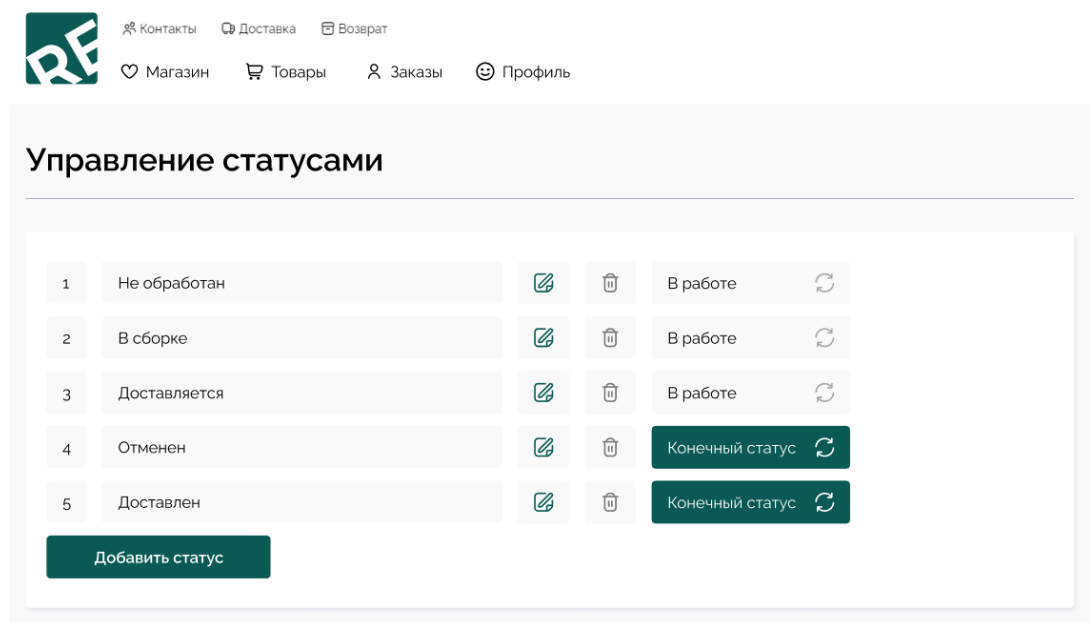 RE
Контакты Доставка Возврат
Магазин Товары Заказы Профиль
Управление статусами
1 Не обработан В работе
2 В сборке В работе
3 Доставляется В работе
4 Отменен Конечный статус
5 Доставлен Конечный статус
Добавить статус